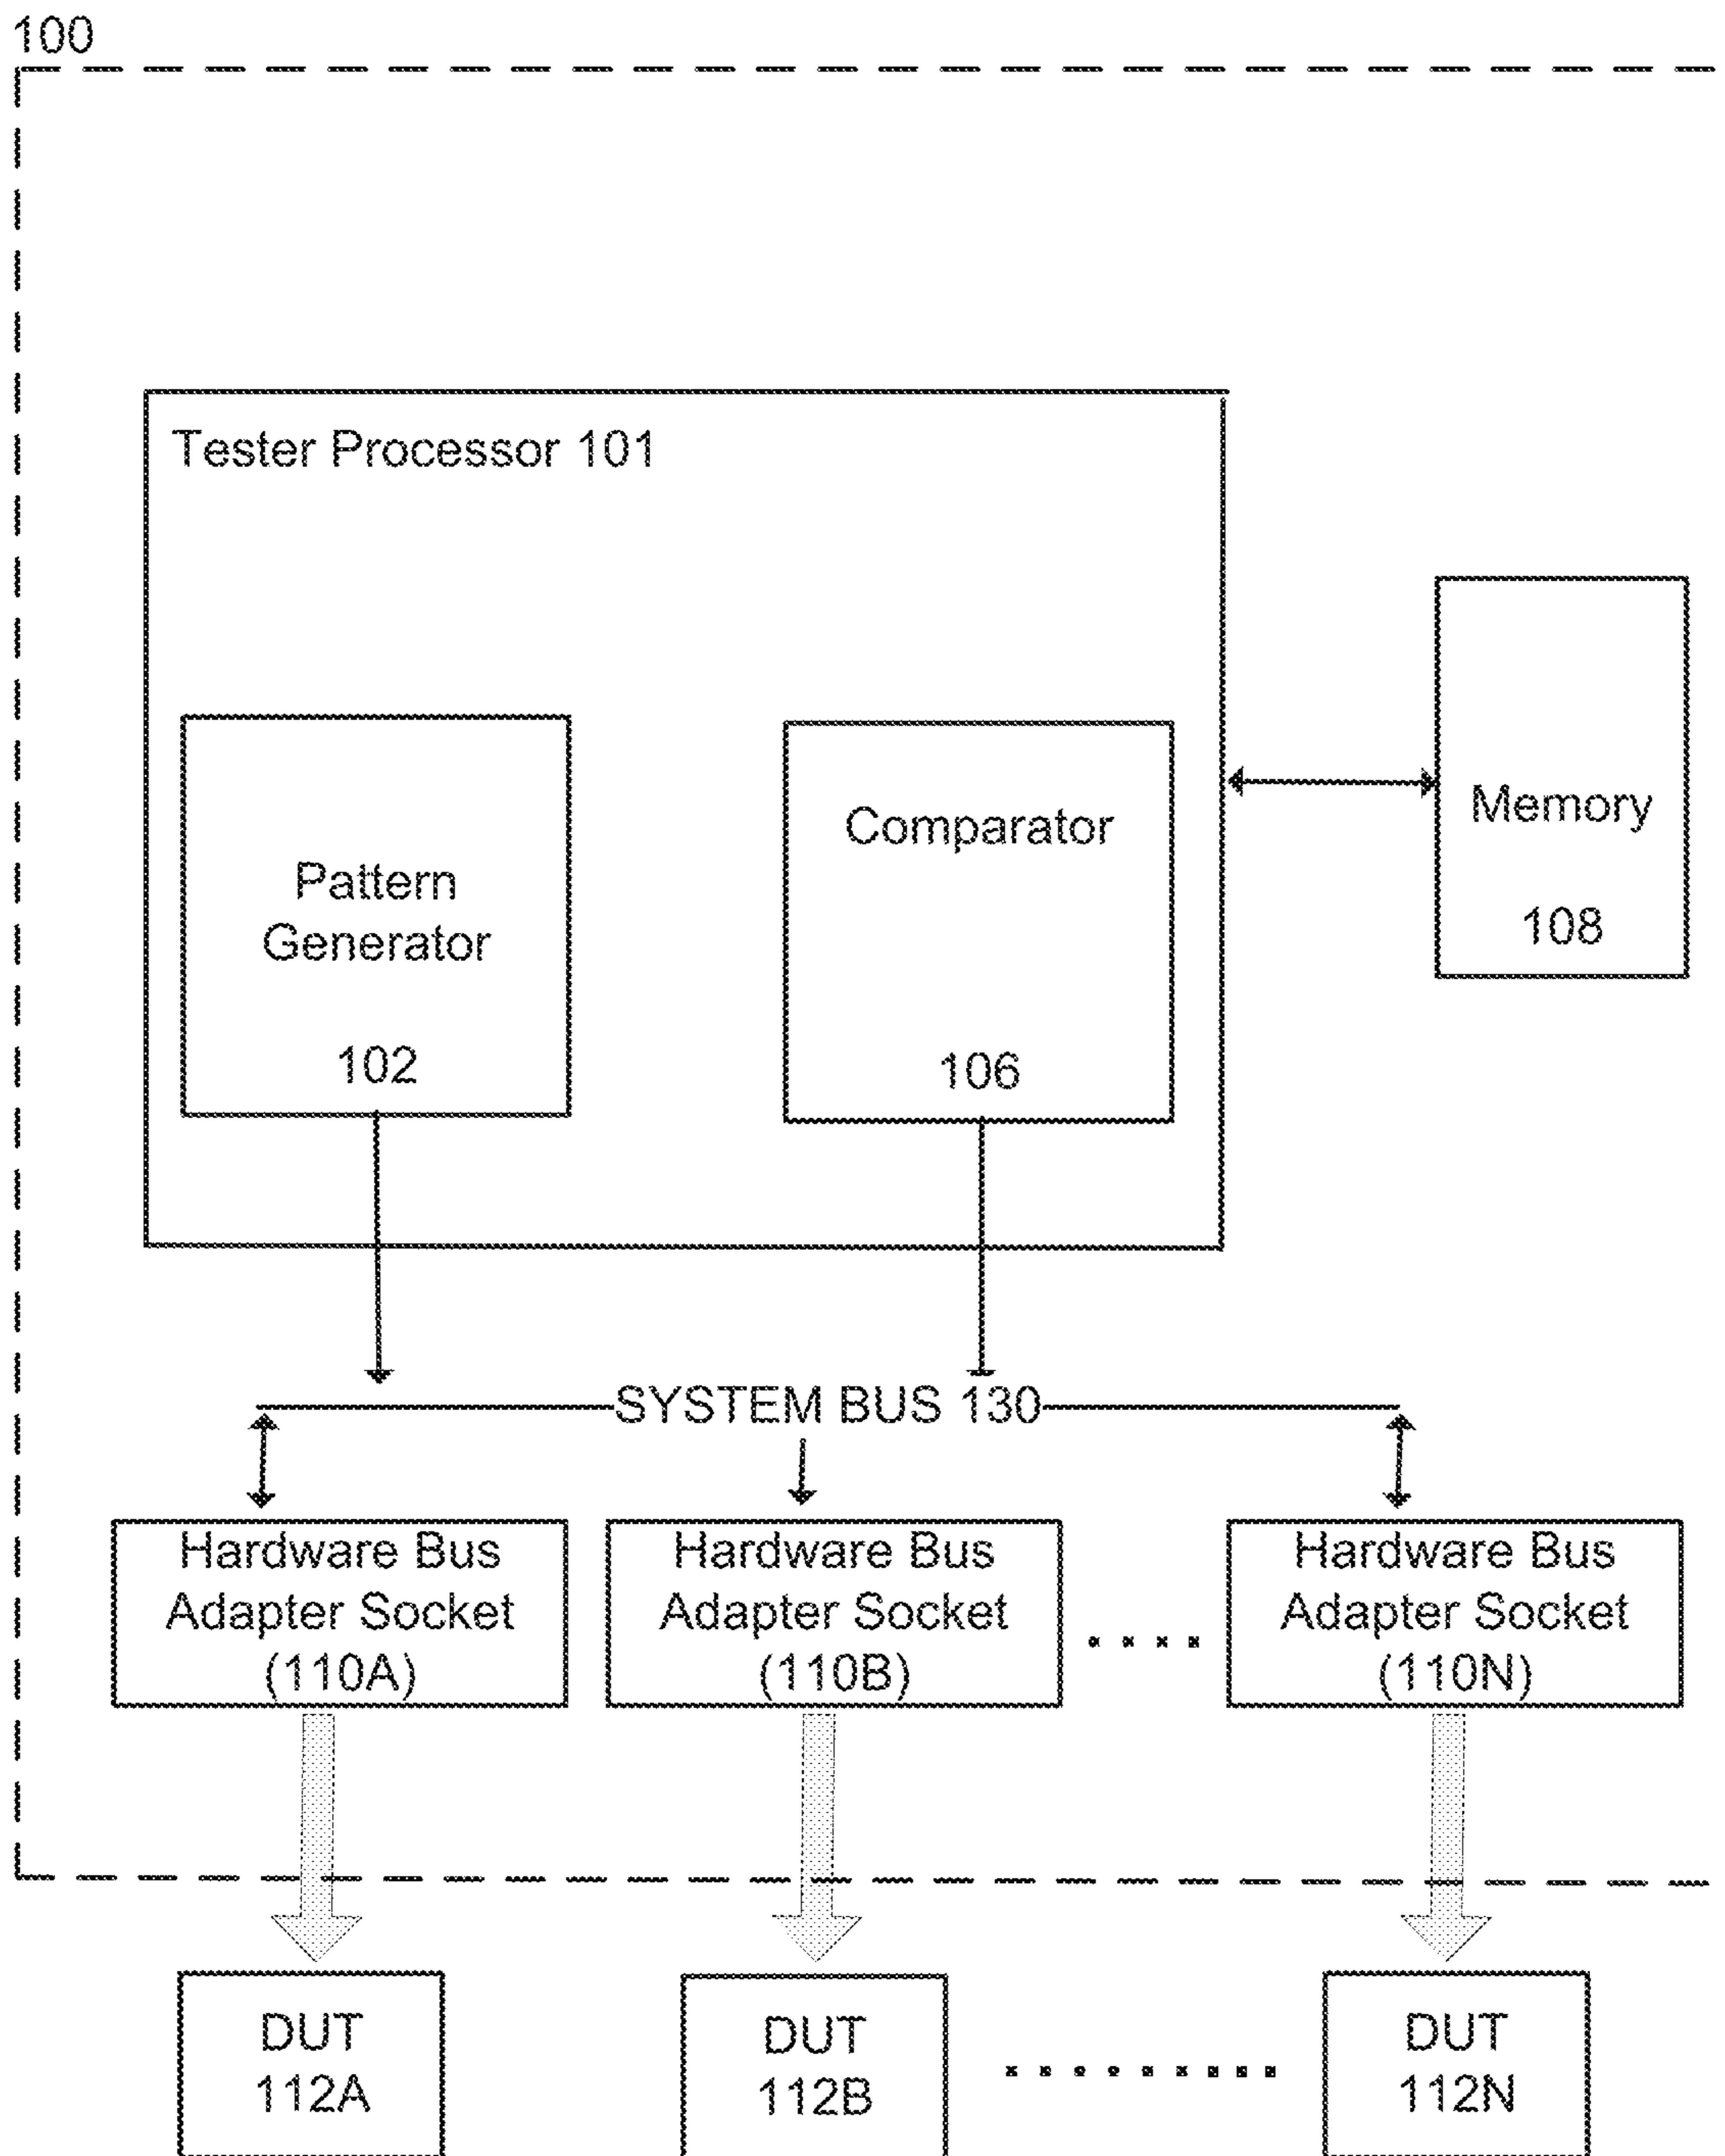 100
Tester Processor 101
Pattern
Generator
102
Comparator
106
Memory
108
SYSTEM BUS 130
Hardware Bus
Adapter Socket
(110A)
Hardware Bus
Adapter Socket
(110B)
Hardware Bus
Adapter Socket
(110N)
DUT
112A
DUT
112B
DUT
112N